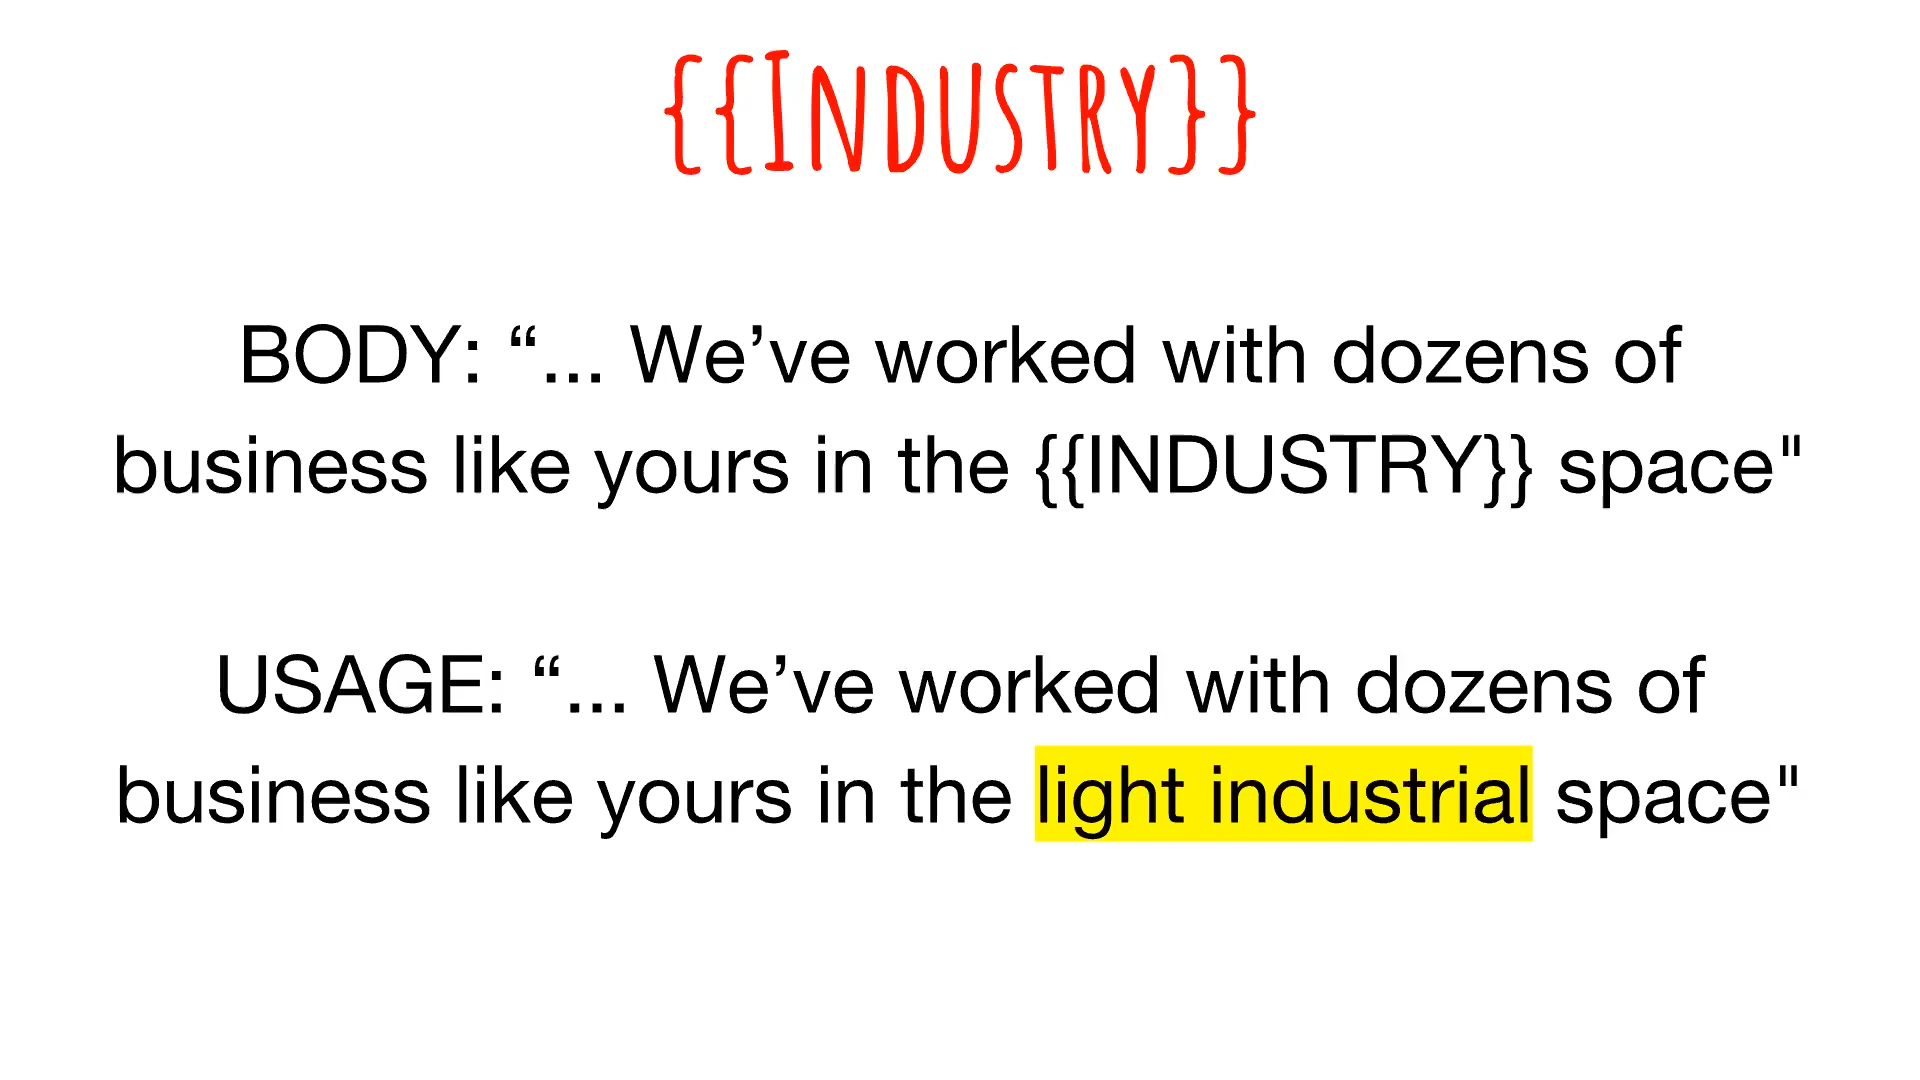 {{Industry}}
BODY: “... We’ve worked with dozens of
business like yours in the {{INDUSTRY}} space"
USAGE: “... We’ve worked with dozens of
business like yours in the light industrial space"